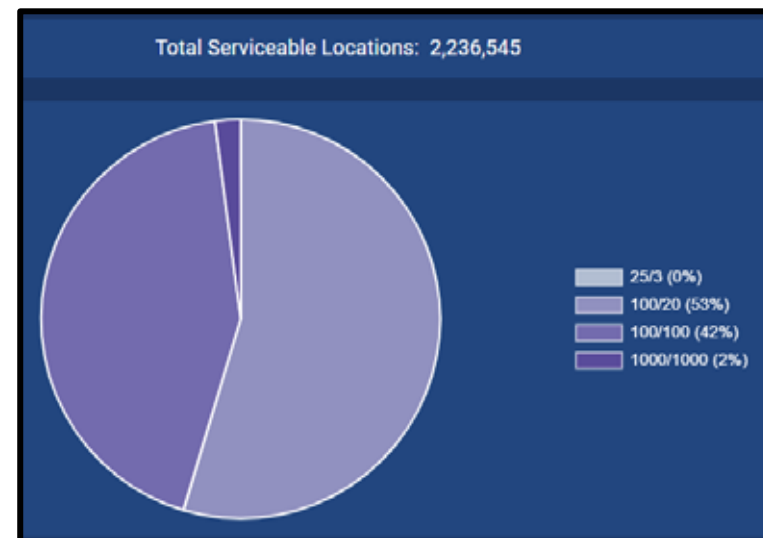 Total Serviceable Locations: 2,236,545
25/3 (0%)
100/20 (53%)
100/100 (42%)
1000/1000 (2%)